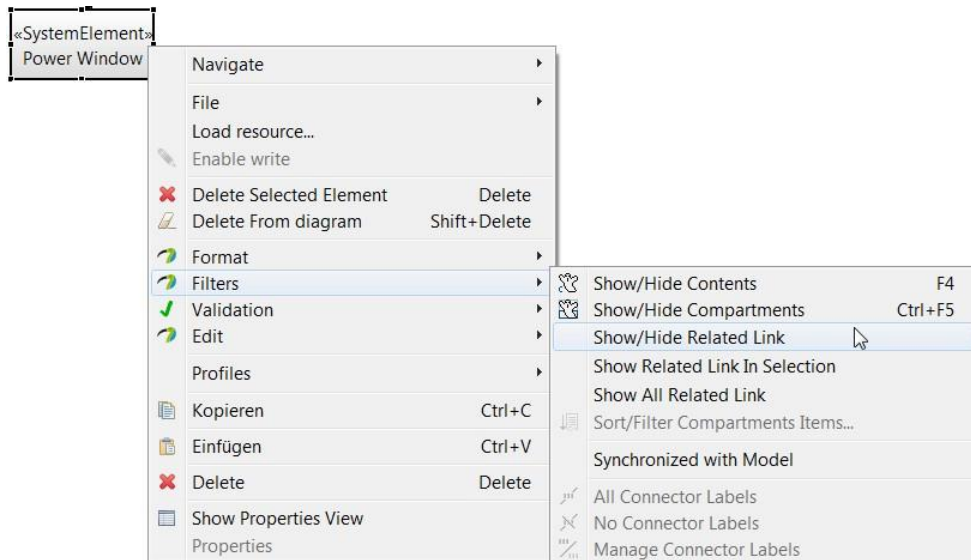 «SystemElement»
Power Window
Navigate
File
Load resource...
Enable write
Delete Selected Element Delete
Delete From diagram Shift+Delete
Format
Filters
Validation
Edit
Profiles
Kopieren Ctrl+C
Einfügen Ctrl+V
Delete Delete
Show Properties View
Properties
Show/Hide Contents F4
Show/Hide Compartments Ctrl+F5
Show/Hide Related Link
Show Related Link In Selection
Show All Related Link
Sort/Filter Compartments Items...
Synchronized with Model
All Connector Labels
No Connector Labels
Manage Connector Labels